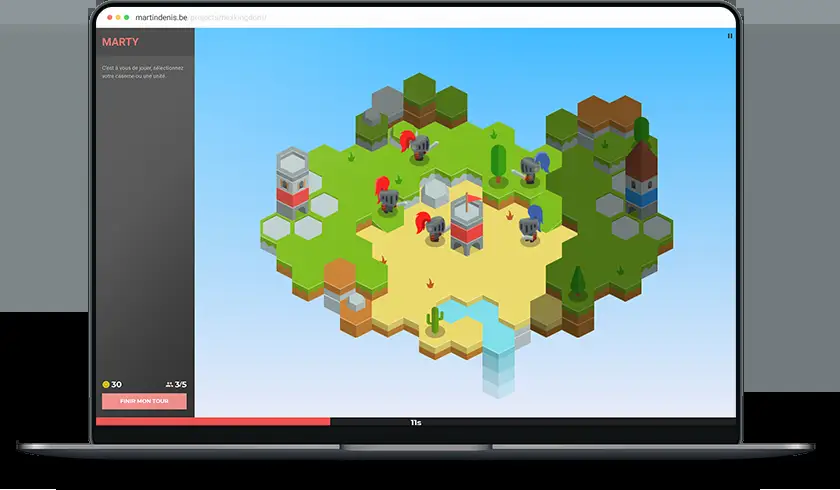 martindenis.be
MARTY
C'est à vous de jouer, sélectionnez
votre caserne ou une unité.
30
3/5
FINIR MON TOUR
11s